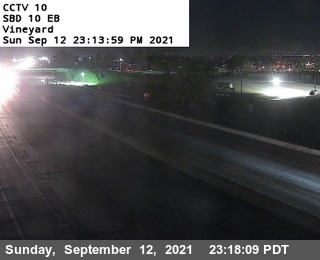 CCTV 10
SBD 10 EB
Vineyard
Sun Sep 12 23:13:59 PM 2021
Sunday, September 12, 2021 23:18:09 PDT